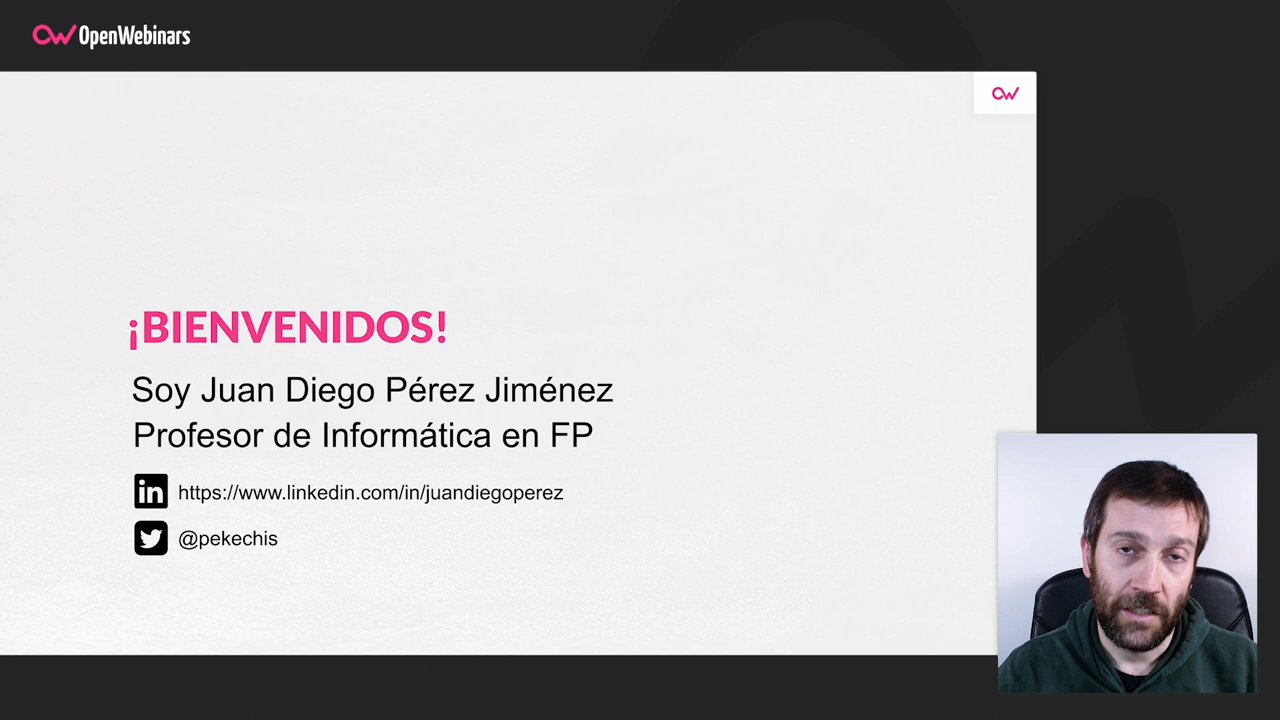 OpenWebinars
¡BIENVENIDOS!
Soy Juan Diego Pérez Jiménez
Profesor de Informática en FP
in https://www.linkedin.com/in/juandiegoperez
@pekechis